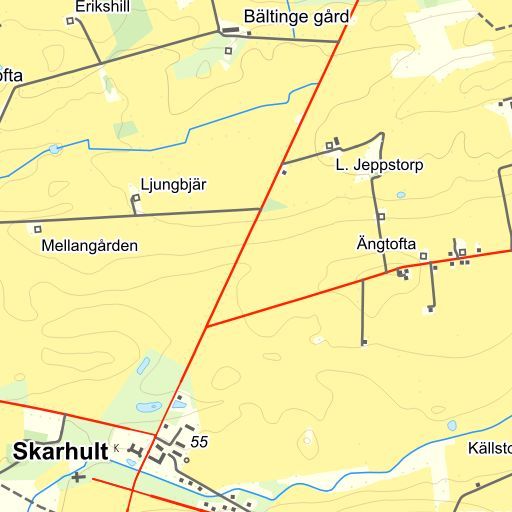 Erikshill
Bältinge gård
ofta
L. Jeppstorp
Ljungbjär
Mellangården
Ängtofta
55
Skarhult
K
Källsto